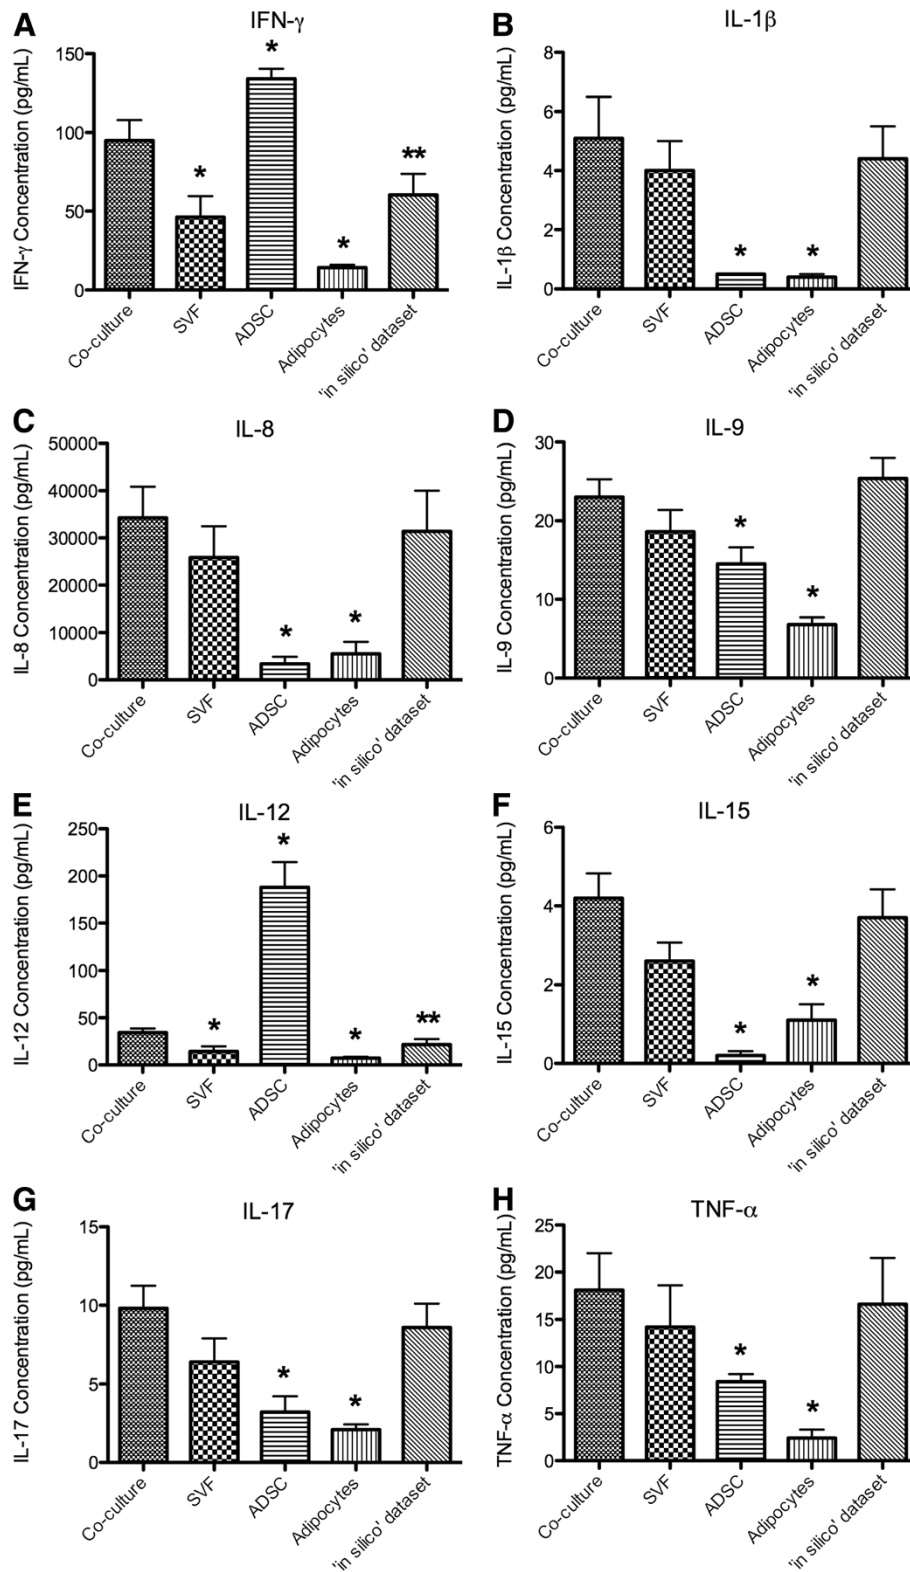 A
IFN-γ
IFN-γ Concentration (pg/mL)
150
100
50
0
*
*
*
**
Co-culture
SVF
ADSC
Adipocytes
'in silico' dataset
B
IL-1β
IL-1β Concentration (pg/mL)
8
6
4
2
0
*
*
Co-culture
SVF
ADSC
Adipocytes
'in silico' dataset
C
IL-8
IL-8 Concentration (pg/mL)
50000
40000
30000
20000
10000
0
*
*
Co-culture
SVF
ADSC
Adipocytes
'in silico' dataset
D
IL-9
IL-9 Concentration (pg/mL)
30
20
10
0
*
*
Co-culture
SVF
ADSC
Adipocytes
'in silico' dataset
E
IL-12
IL-12 Concentration (pg/mL)
250
200
150
100
50
0
*
*
*
**
Co-culture
SVF
ADSC
Adipocytes
'in silico' dataset
F
IL-15
IL-15 Concentration (pg/mL)
6
4
2
0
*
*
Co-culture
SVF
ADSC
Adipocytes
'in silico' dataset
G
IL-17
IL-17 Concentration (pg/mL)
15
10
5
0
*
*
Co-culture
SVF
ADSC
Adipocytes
'in silico' dataset
H
TNF-α
TNF-α Concentration (pg/mL)
25
20
15
10
5
0
*
*
Co-culture
SVF
ADSC
Adipocytes
'in silico' dataset